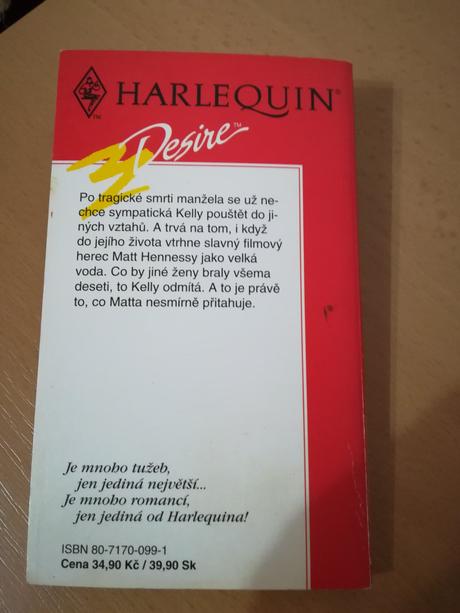 HARLEQUIN®
Desire™
Po tragické smrti manžela se už ne-
chce sympatická Kelly pouštět do ji-
ných vztahů. A trvá na tom, i když
do jejího života vtrhne slavný filmový
herec Matt Hennessy jako velká
voda. Co by jiné ženy braly všema
deseti, to Kelly odmítá. A to je právě
to, co Matta nesmírně přitahuje.
Je mnoho tužeb,
jen jediná největší...
Je mnoho romancí,
jen jediná od Harlequina!
ISBN 80-7170-099-1
Cena 34,90 Kč / 39,90 Sk